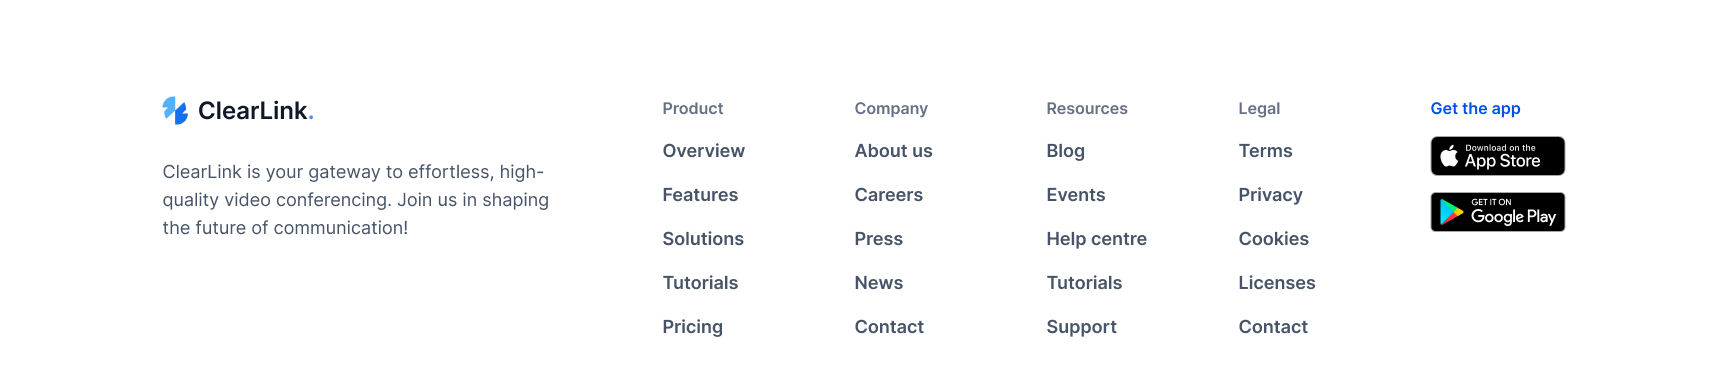 ClearLink.
ClearLink is your gateway to effortless, high-
quality video conferencing. Join us in shaping
the future of communication!
Product
Overview
Features
Solutions
Tutorials
Pricing
Company
About us
Careers
Press
News
Contact
Resources
Blog
Events
Help centre
Tutorials
Support
Legal
Terms
Privacy
Cookies
Licenses
Contact
Get the app
Download on the
App Store
GET IT ON
Google Play